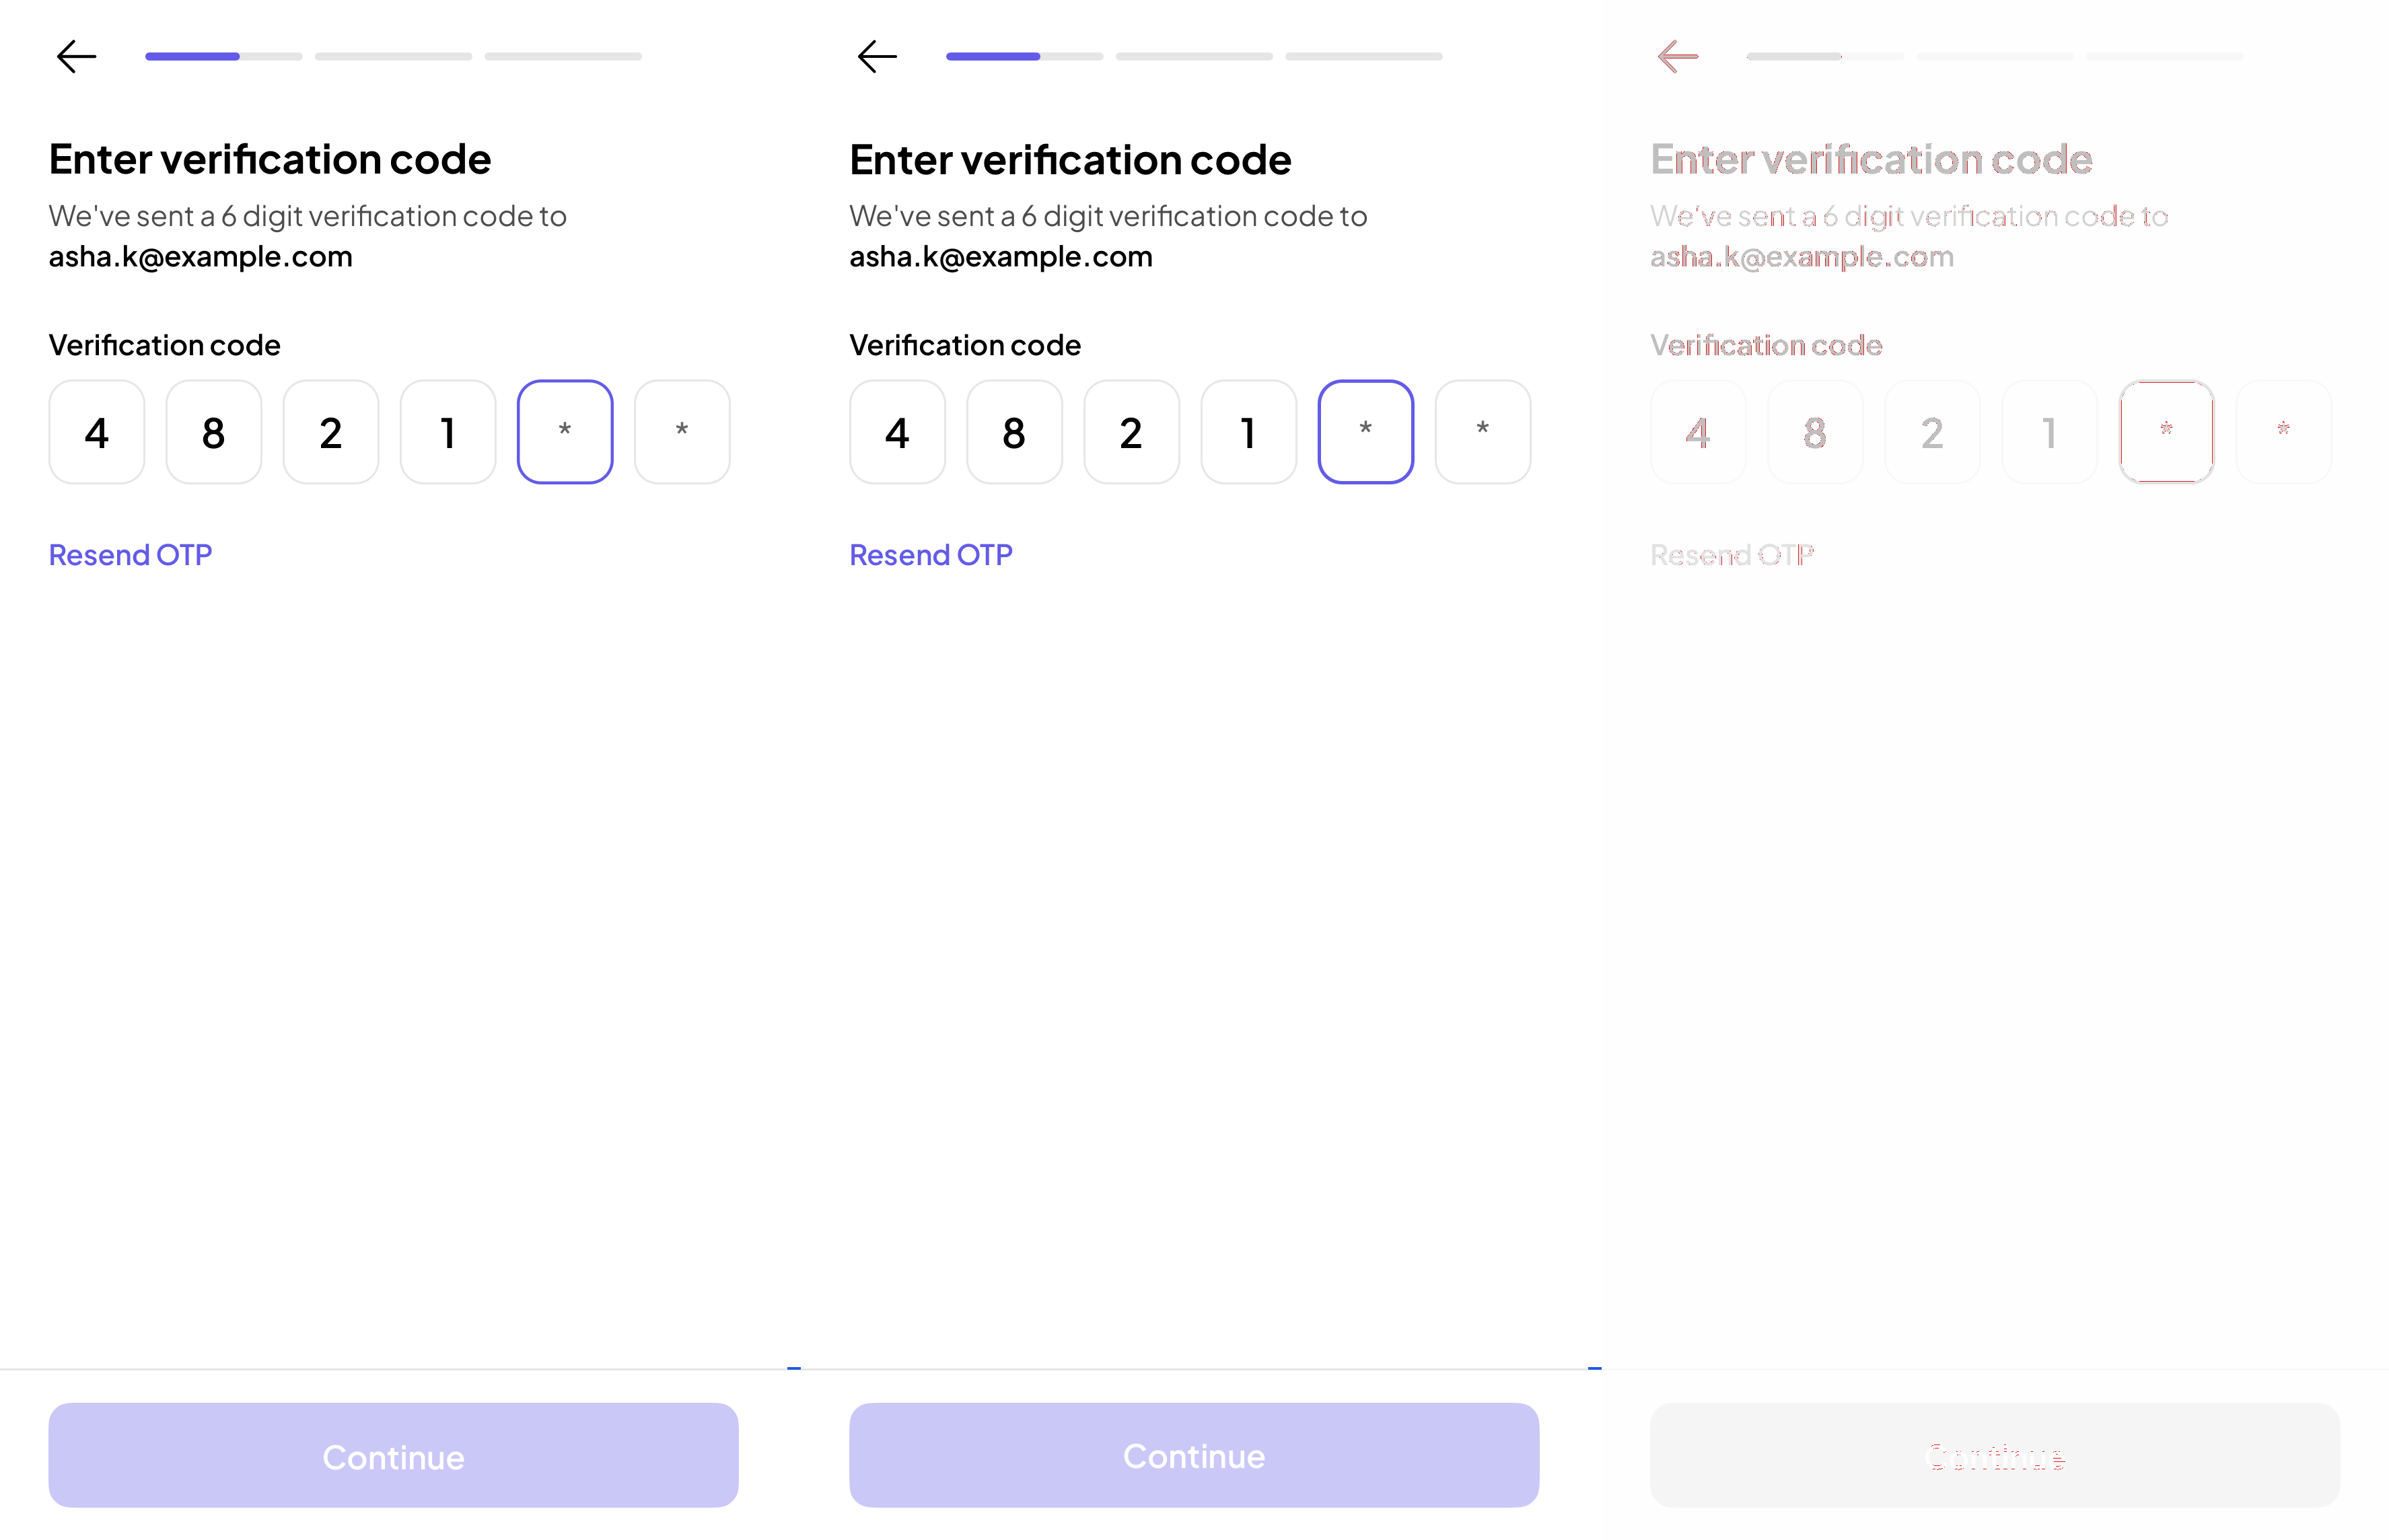 Enter verification code
We've sent a 6 digit verification code to
asha.k@example.com
Verification code
4 8 2 1 * *
Resend OTP
Continue
Enter verification code
We've sent a 6 digit verification code to
asha.k@example.com
Verification code
4 8 2 1 * *
Resend OTP
Continue
Enter verification code
We've sent a 6 digit verification code to
asha.k@example.com
Verification code
4 8 2 1 * *
Resend OTP
Continue